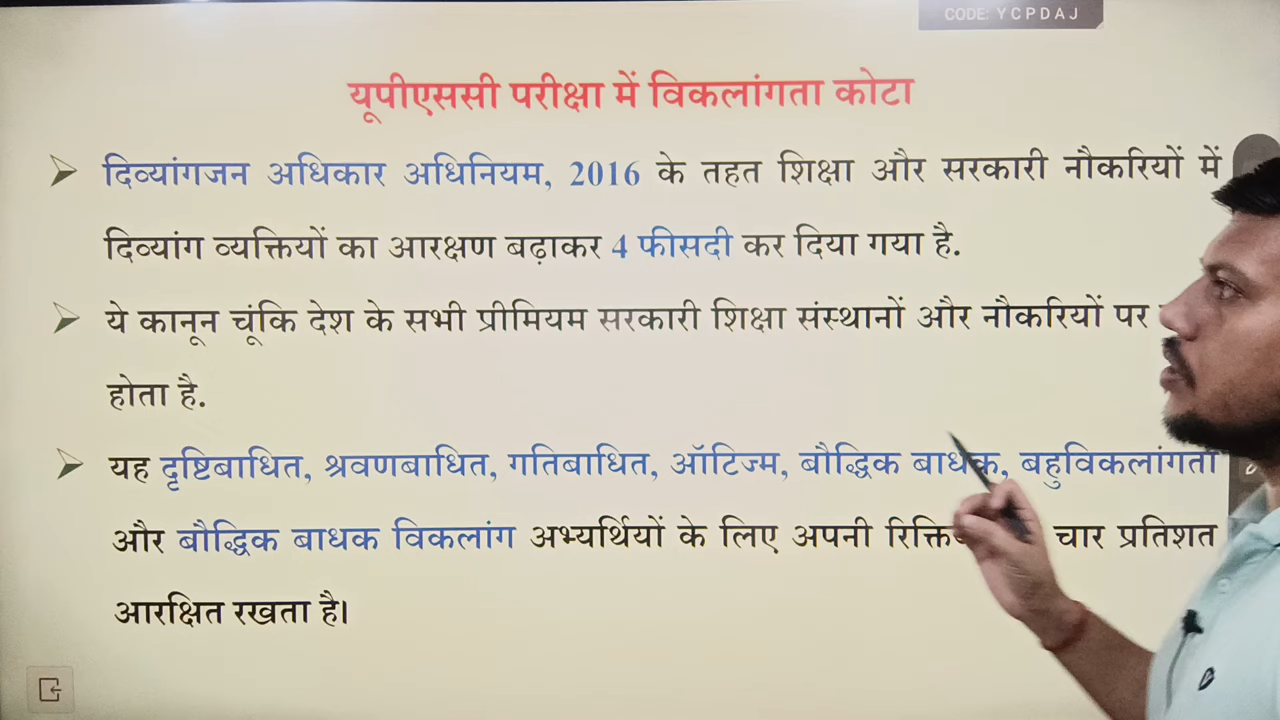 CODE: Y C P D A J
यूपीएससी परीक्षा में विकलांगता कोटा
दिव्यांगजन अधिकार अधिनियम, 2016 के तहत शिक्षा और सरकारी नौकरियों में
दिव्यांग व्यक्तियों का आरक्षण बढ़ाकर 4 फीसदी कर दिया गया है.
ये कानून चूंकि देश के सभी प्रीमियम सरकारी शिक्षा संस्थानों और नौकरियों पर
होता है.
यह दृष्टिबाधित, श्रवणबाधित, गतिबाधित, ऑटिज्म, बौद्धिक बाधक, बहुविकलांगता
और बौद्धिक बाधक विकलांग अभ्यर्थियों के लिए अपनी चार प्रतिशत
आरक्षित रखता है।